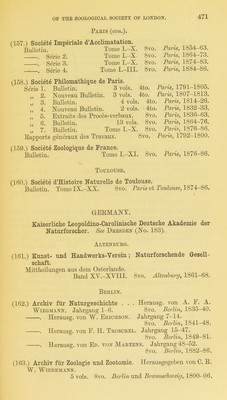 OF THE ZOOLOGICAL SOCIETY OF LONDON. 471
PARIS (con.).
(157.) Société Impériale d'Acclimatation.
Bulletin. Tome I.-X. 8vo. Paris, 1854-63.
——. Série 2. Tome I.-X. 8vo. Paris, 1864-73.
——. Série 3. Tome I.-X. 8vo. Paris, 1874-83.
——. Série 4. Tome I.-III. 8vo. Paris, 1884-86.
(158.) Société Philomathique de Paris.
Série 1. Bulletin. 3 vols. 4to. Paris, 1791-1805.
„ 2. Nouveau Bulletin. 3 vols. 4to. Paris, 1807-1813.
„ 3. Bulletin. 4 vols. 4to. Paris, 1814-26.
„ 4. Nouveau Bulletin. 2 vols. 4to. Paris, 1832-33.
„ 5. Extraits des Procès-verbaux. 8vo. Paris, 1836-63.
„ 6. Bulletin. 13 vols. 8vo. Paris, 1864-76.
„ 7. Bulletin. Tome I.-X. 8vo. Paris, 1876-86.
Rapports généraux des Travaux. 8vo. Paris, 1792-1800.
(159.) Société Zoologique de France.
Bulletin. Tome I.-XI. 8vo. Paris, 1876-86.
TOULOUSE.
(160.) Société d'Histoire Naturelle de Toulouse.
Bulletin. Tome IX.-XX. 8vo. Paris et Toulouse, 1874-86.
GERMANY.
Kaiserliche Leopoldino-Carolinische Deutsche Akademie der
Naturforscher. See DRESDEN (No. 183).
ALTENBURG.
(161.) Kunst- und Handwerks-Verein; Naturforschende Gesell-
schaft.
Mittheilungen aus dem Osterlande.
Band XV.-XVIII. 8vo. Altenburg, 1861-68.
BERLIN.
(162.) Archiv für Naturgeschichte . . . Herausg. von A. F. A.
WIEGMANN, Jahrgang 1-6. 8vo. Berlin, 1835-40.
——. Herausg. von W. ERICHSON. Jahrgang 7-14.
8vo. Berlin, 1841-48.
——. Herausg. von F. H. TROSCHEL. Jahrgang 15-47.
8vo. Berlin, 1849-81.
——. Herausg. von ED. VON MARTENS. Jahrgang 48-52.
8vo. Berlin, 1882-86.
(163.) Archiv für Zoologie und Zootomie. Herausgegeben von C. R.
W. WIEDEMANN.
5 vols. 8vo. Berlin und Braunschweig, 1800-06.